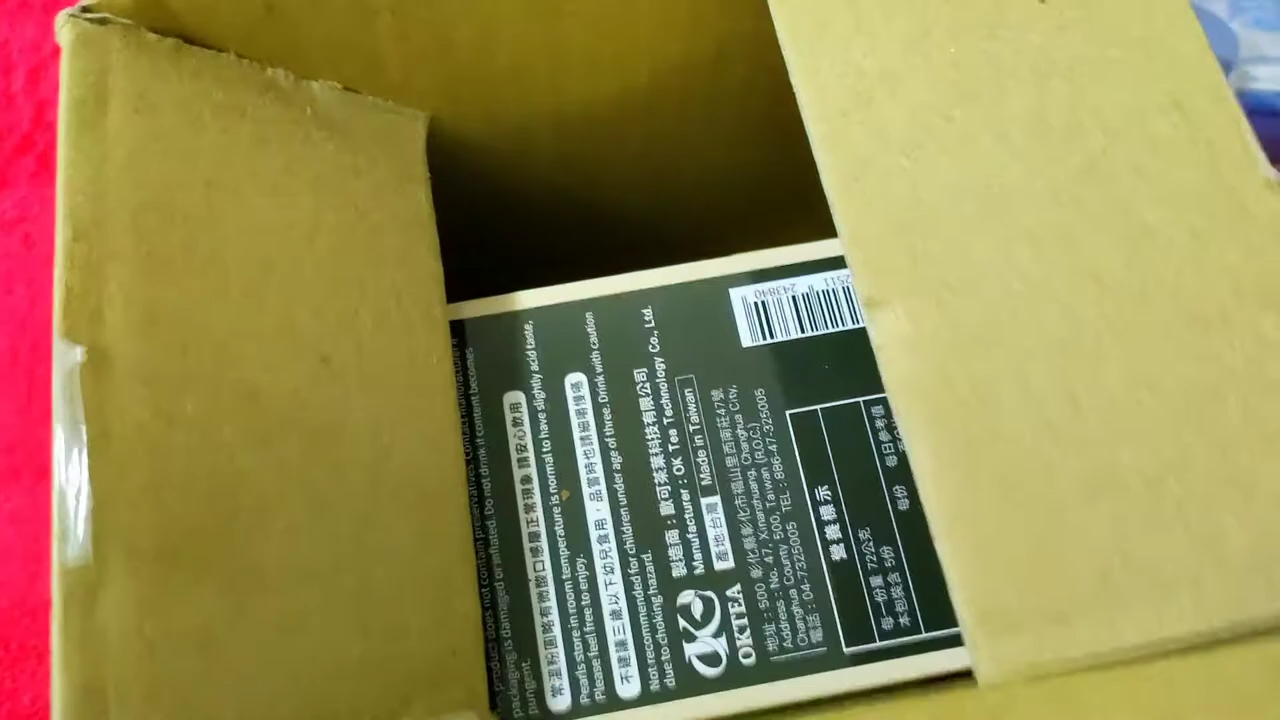 product does not contain preservatives. Contact manufacturer if
packaging is damaged or inflated. Do not drink if content becomes
pungent.
常溫粉圓略有微酸口感屬正常現象 請安心飲用
Pearls store in room temperature is normal to have slightly acid taste,
Please feel free to enjoy.
不建議三歲以下幼兒食用，品嘗時也請細嚼慢嚥
Not recommended for children under age of three. Drink with caution
due to choking hazard.
製造商：歐可茶葉科技有限公司
Manufacturer：OK Tea Technology Co., Ltd.
產地:台灣 Made in Taiwan
OK
OKTEA
地址：500 彰化縣彰化市福山里西南莊47號
Address：No. 47, Xinanzhuang, Changhua City,
Changhua County 500, Taiwan (R.O.C.)
電話：04-7325005 TEL：886-47-325005
2511
243840
營養標示
每一份量 72公克
本包裝含 5份
每份 每日參考值